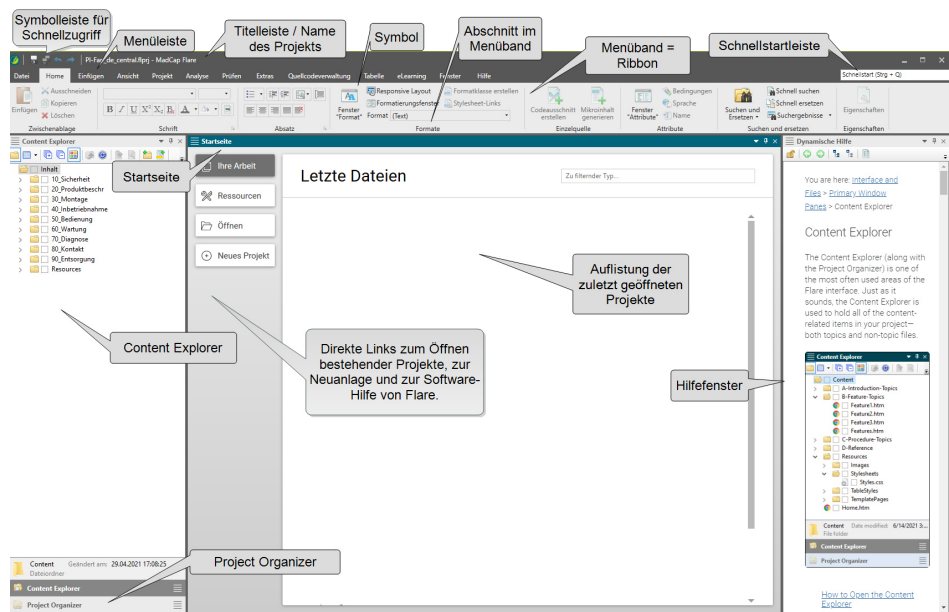 Symbolleiste für
Schnellzugriff
Menüleiste
Titelleiste / Name
des Projekts
Symbol
Abschnitt im
Menüband
Menüband =
Ribbon
Schnellstartleiste
de_central.flprj - MadCap Flare
Datei Home Einfügen Ansicht Projekt Analyse Prüfen Extras Quellcodeverwaltung Tabelle eLearning Fenster Hilfe
Schnellstart (Strg + Q)
Einfügen
Ausschneiden
Kopieren
Löschen
Zwischenablage
B I U X² X₂
Schrift
Absatz
Fenster
"Format"
Responsive Layout
Formatierungsfenster
Format (Text)
Formatklasse erstellen
Stylesheet-Links
Formate
Codeausschnitt
erstellen
Mikroinhalt
generieren
Einzelquelle
Fenster
"Attribute"
Bedingungen
Sprache
Name
Attribute
Suchen und
Ersetzen
Schnell suchen
Schnell ersetzen
Suchergebnisse
Suchen und ersetzen
Eigenschaften
Eigenschaften
Content Explorer
Inhalt
10_Sicherheit
20_Produktbeschr
30_Montage
40_Inbetriebnahme
50_Bedienung
60_Wartung
70_Diagnose
80_Kontakt
90_Entsorgung
Resources
Content Explorer
Content Geändert am: 29.04.2021 17:08:25
Dateiordner
Content Explorer
Project Organizer
Startseite
Startseite
Ihre Arbeit
Ressourcen
Öffnen
Neues Projekt
Letzte Dateien
Zu filternder Typ...
Auflistung der
zuletzt geöffneten
Projekte
Direkte Links zum Öffnen
bestehender Projekte, zur
Neuanlage und zur Software-
Hilfe von Flare.
Project Organizer
Hilfefenster
Dynamische Hilfe
You are here: Interface and
Files > Primary Window
Panes > Content Explorer
Content Explorer
The Content Explorer (along with
the Project Organizer) is one of
the most often used areas of the
Flare interface. Just as it
sounds, the Content Explorer is
used to hold all of the content-
related items in your project—
both topics and non-topic files.
Content Explorer
Content
A-Introduction-Topics
B-Feature-Topics
Feature1.htm
Feature2.htm
Feature3.htm
Features.htm
C-Procedure-Topics
D-Reference
Resources
Images
Stylesheets
Styles.css
TableStyles
TemplatePages
Home.htm
Content Date modified: 6/14/2021 3:...
File folder
Content Explorer
Project Organizer
How to Open the Content
Explorer